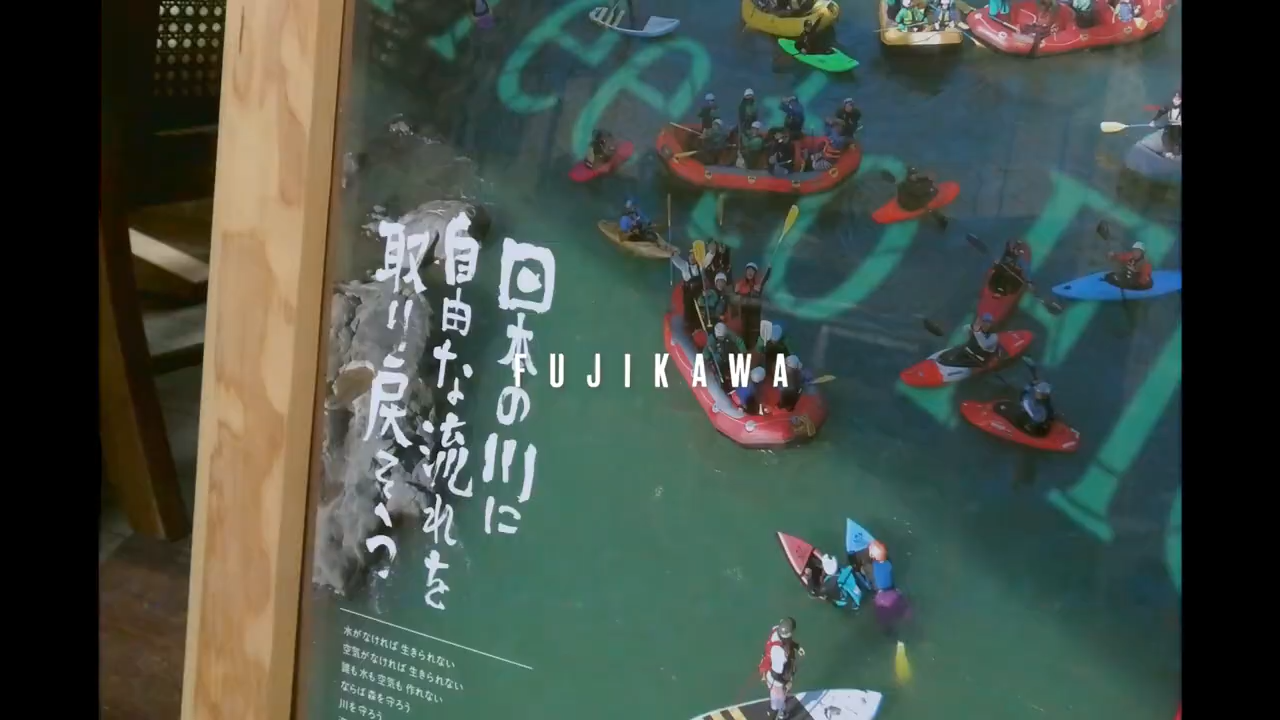 日本の川に
自由な流れを
取り戻そう
FUJIKAWA
水がなければ 生きられない
空気がなければ 生きられない
誰も水も空気も 作れない
ならば 森を守ろう
川を守ろう